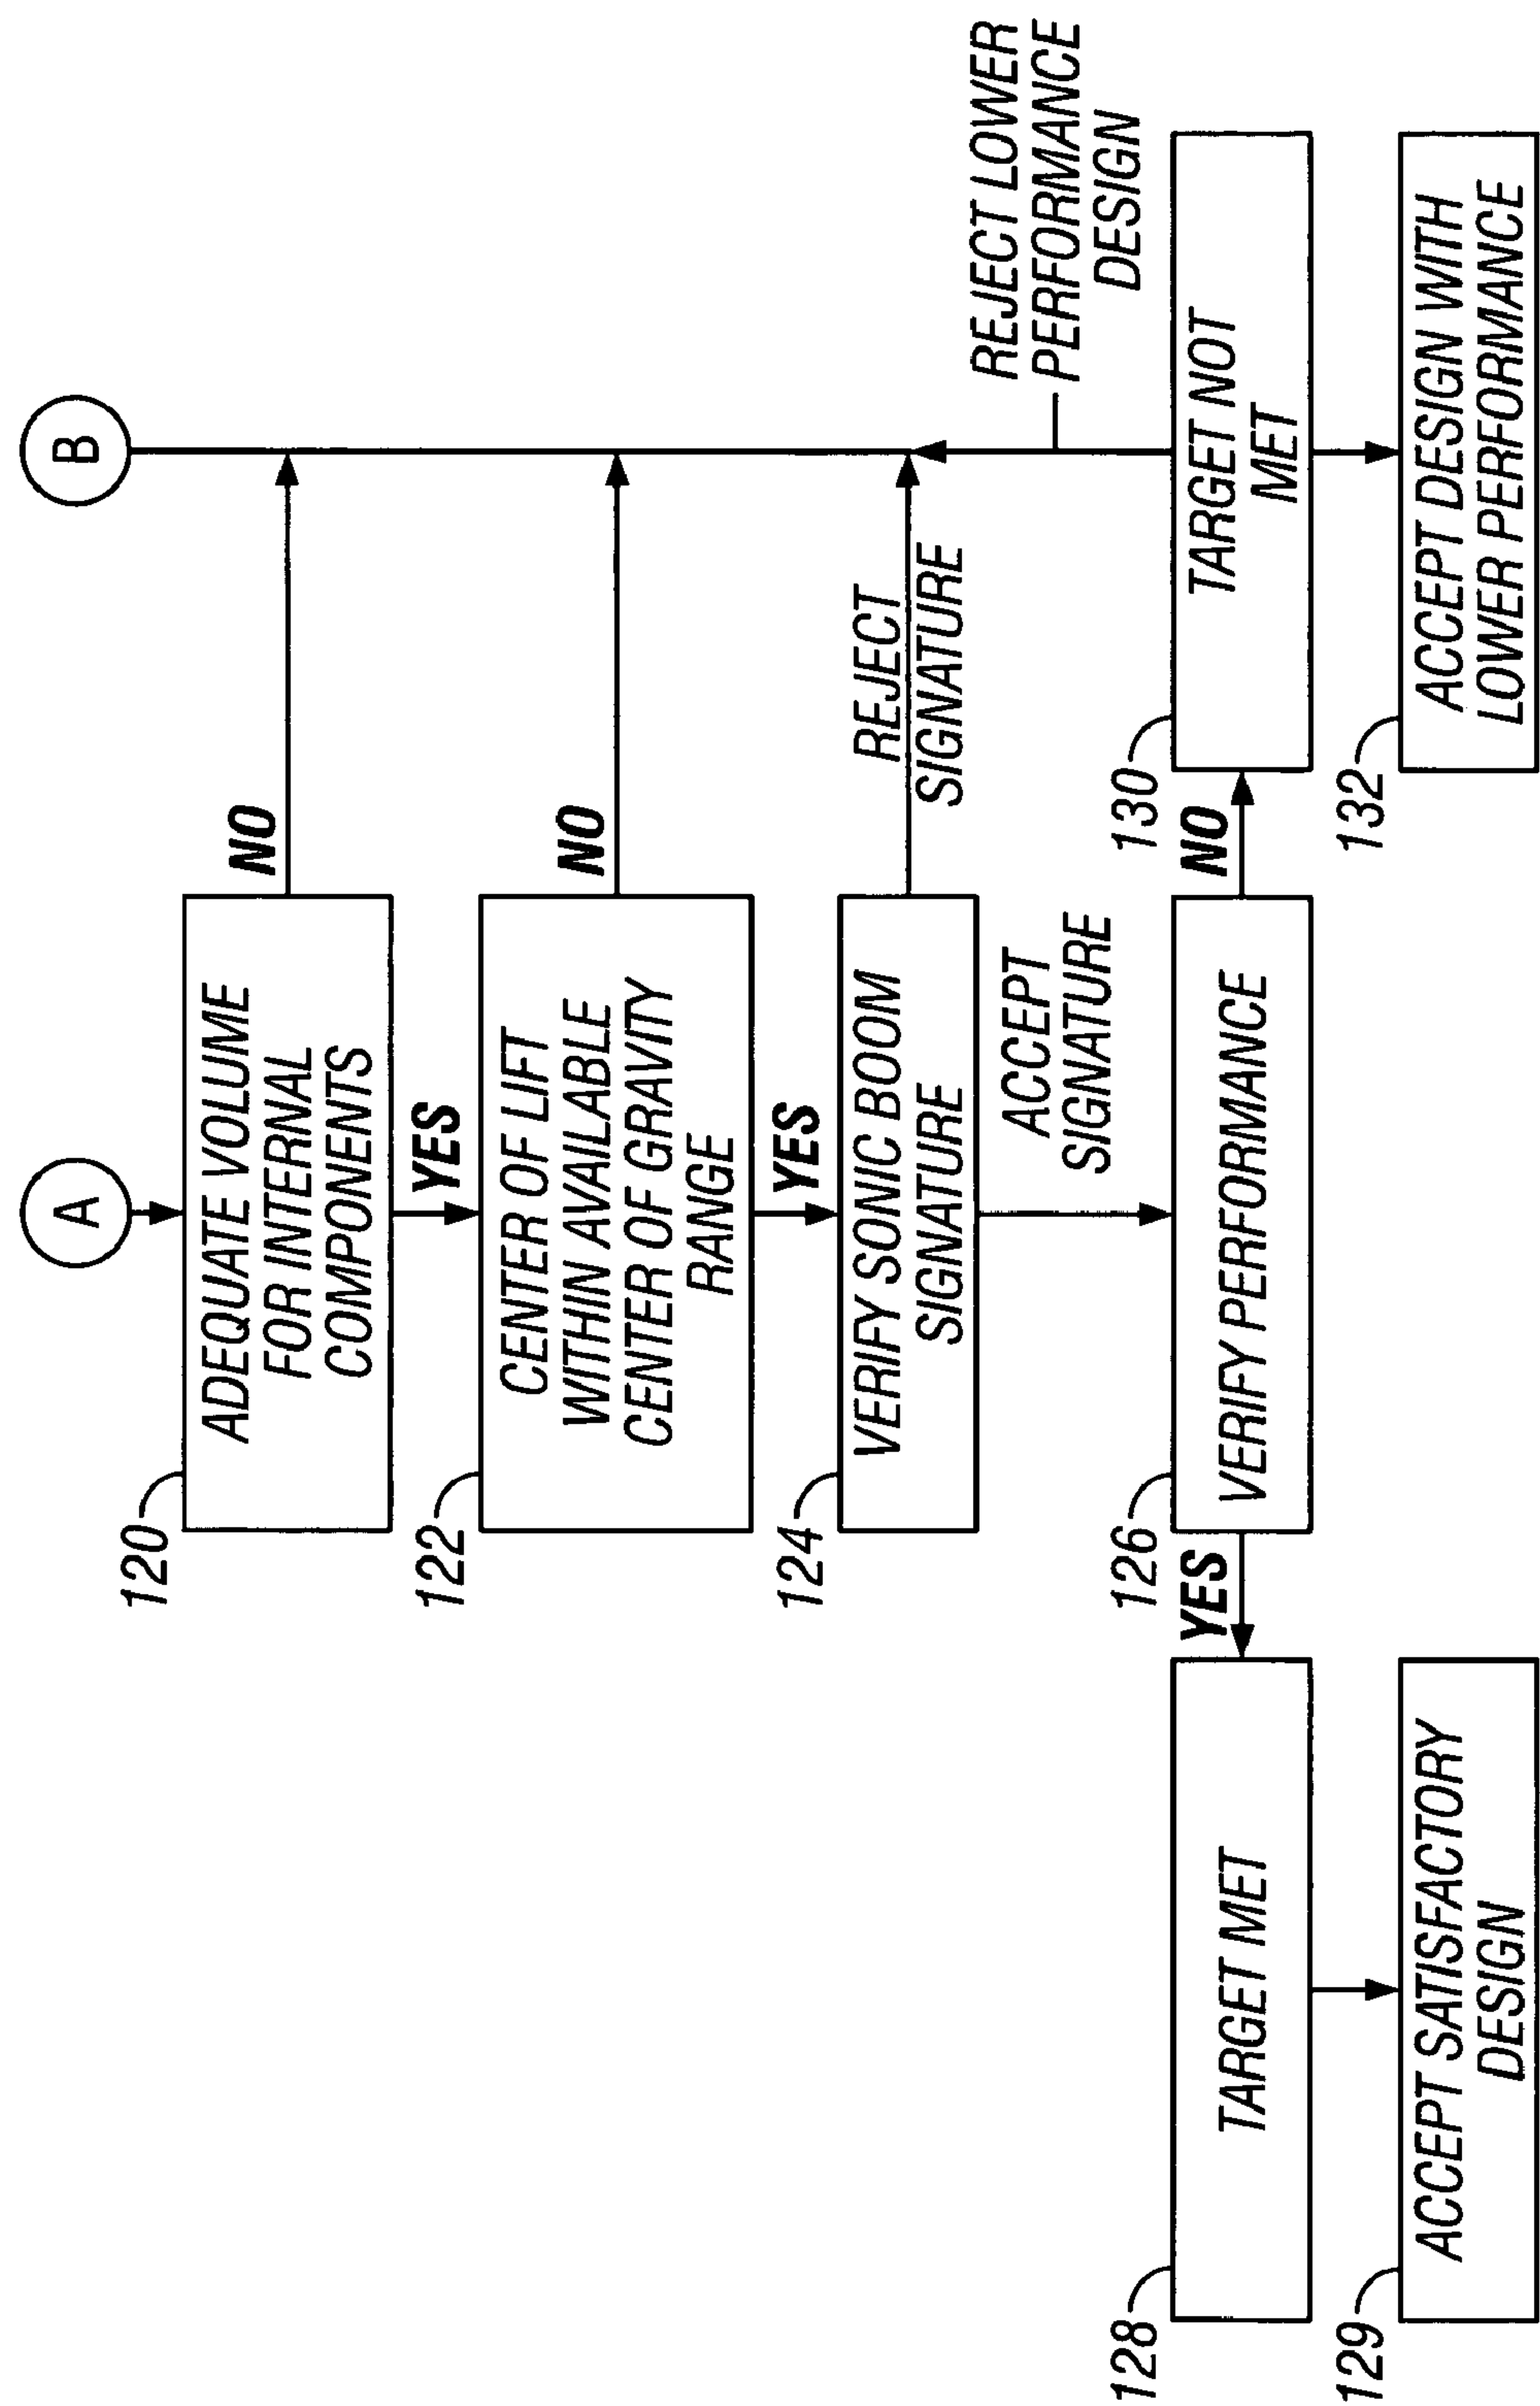 A
B
120
ADEQUATE VOLUME
FOR INTERNAL
COMPONENTS
NO
YES
122
CENTER OF LIFT
WITHIN AVAILABLE
CENTER OF GRAVITY
RANGE
NO
YES
124
VERIFY SONIC BOOM
SIGNATURE
REJECT
SIGNATURE
ACCEPT
SIGNATURE
REJECT LOWER
PERFORMANCE
DESIGN
128
TARGET MET
YES
126
VERIFY PERFORMANCE
NO
130
TARGET NOT
MET
129
ACCEPT SATISFACTORY
DESIGN
132
ACCEPT DESIGN WITH
LOWER PERFORMANCE